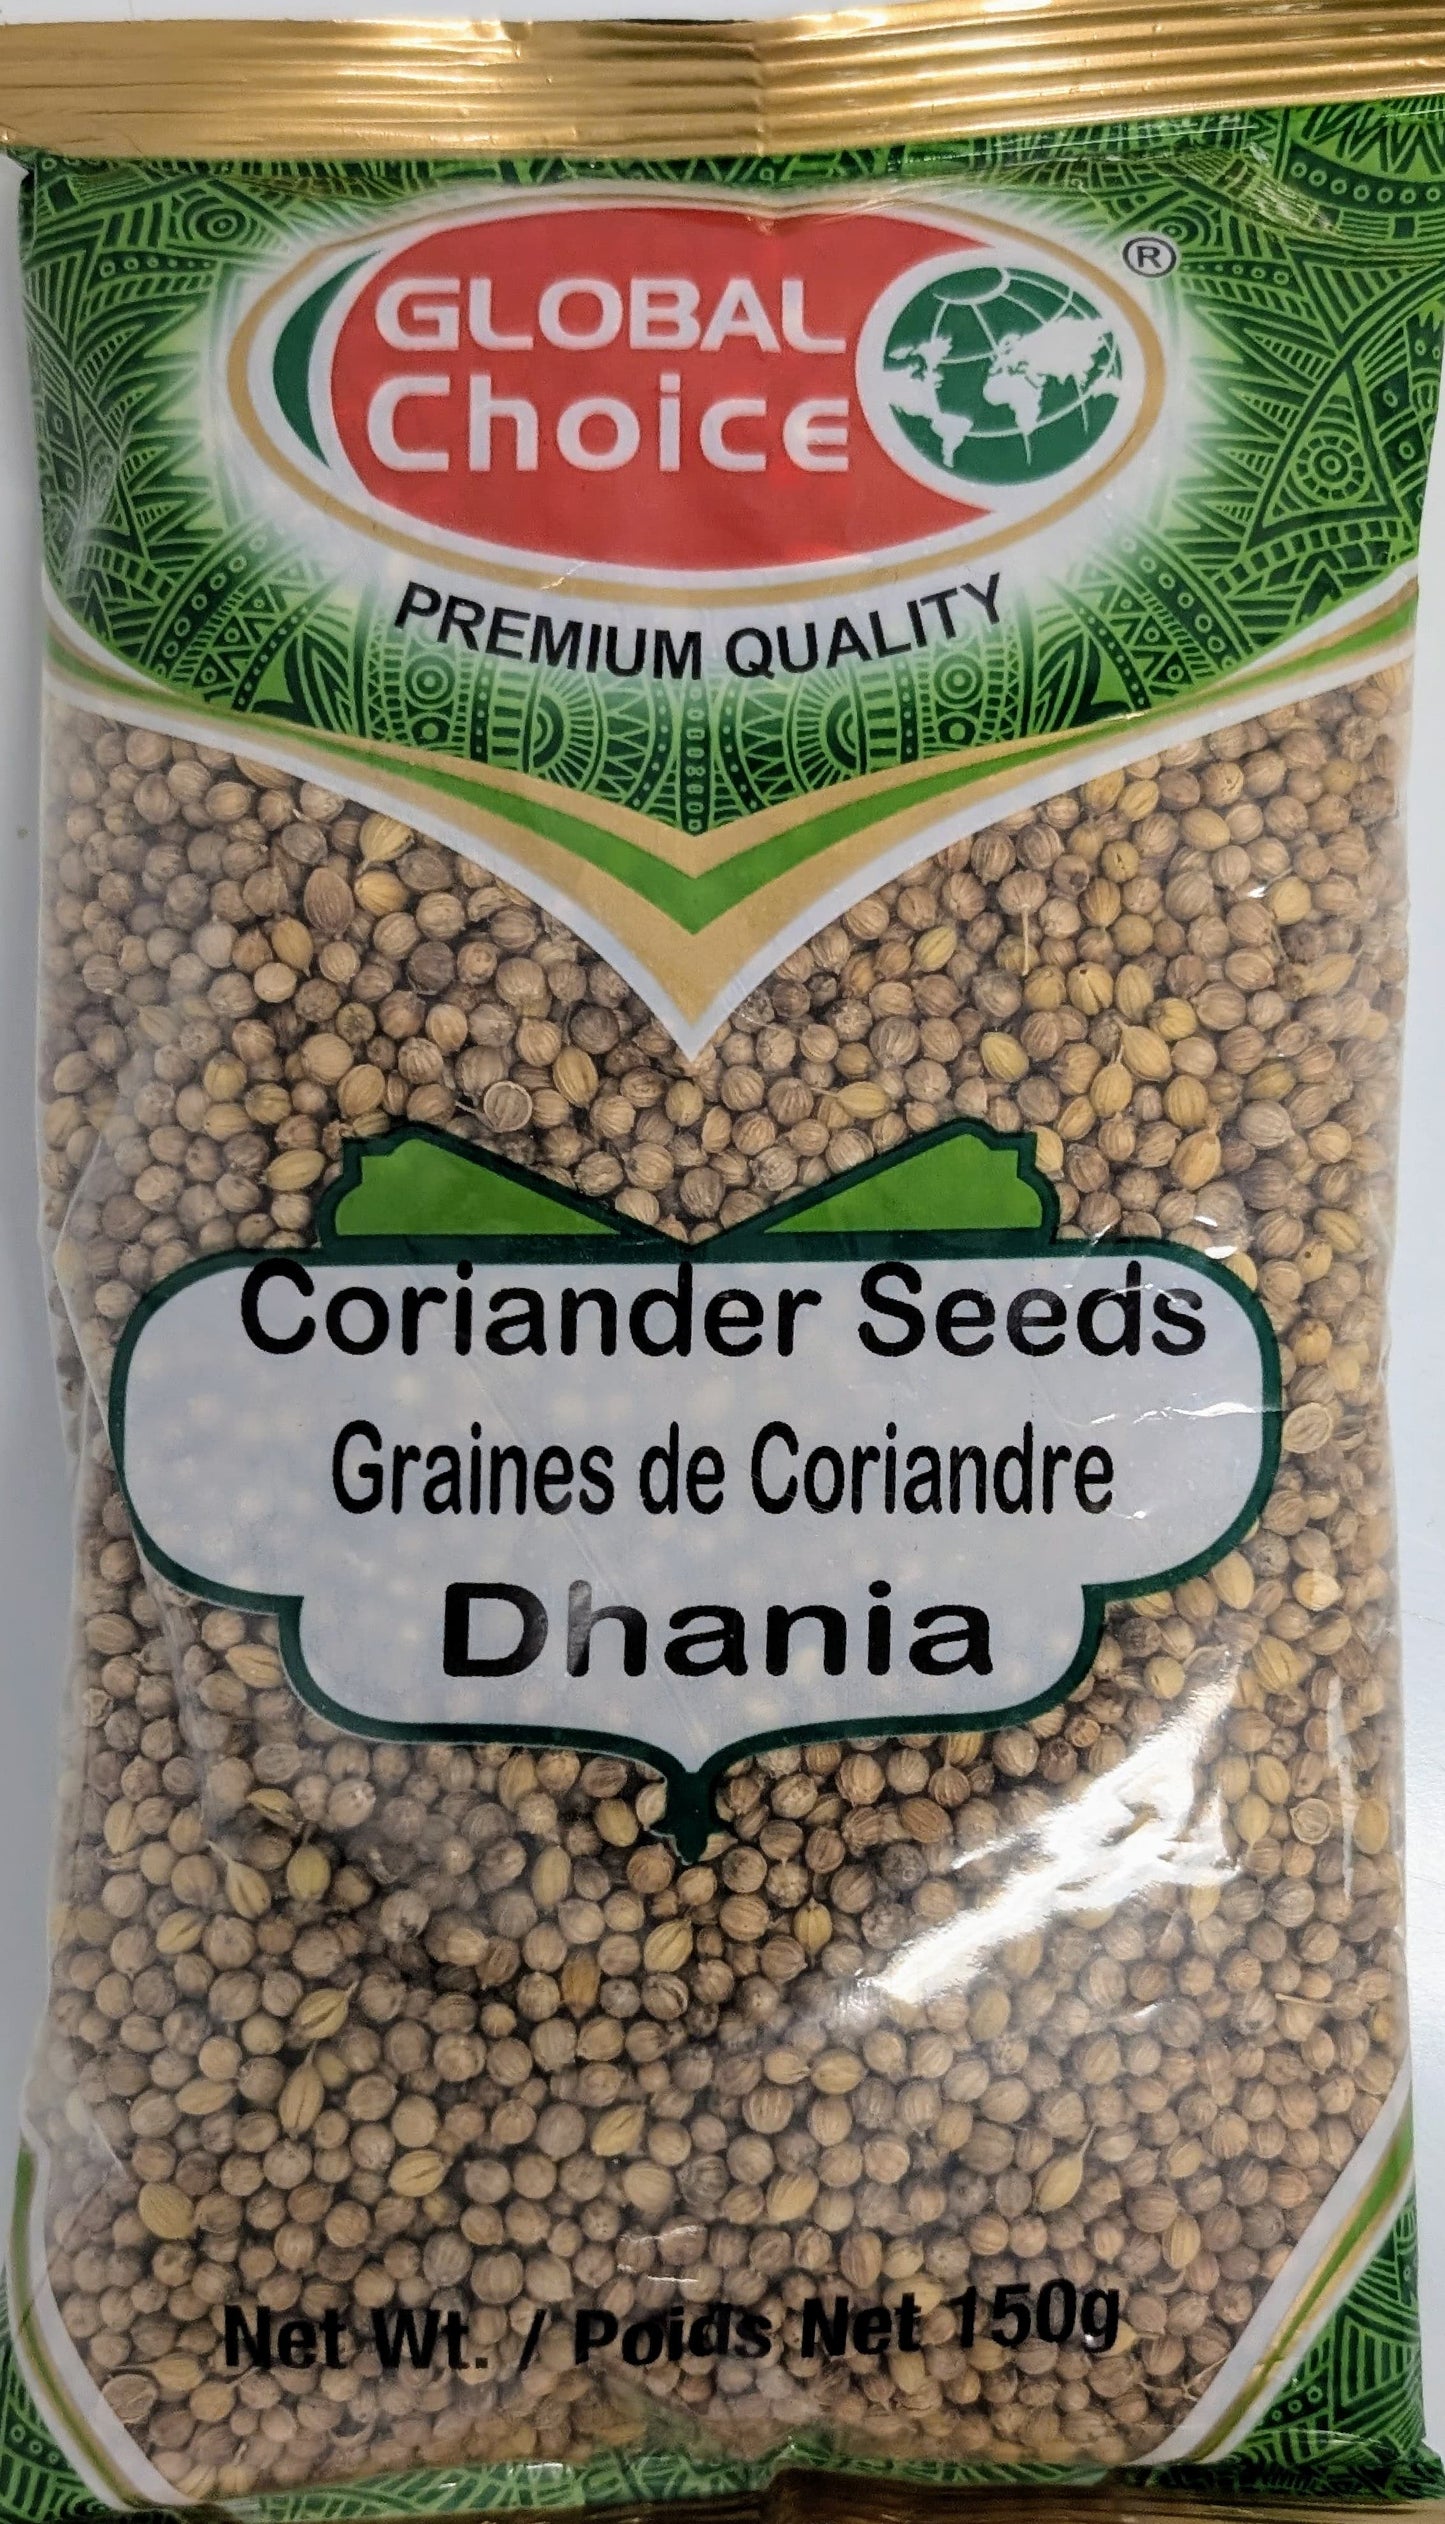 GLOBAL
Choice
®
PREMIUM QUALITY
Coriander Seeds
Graines de Coriandre
Dhania
Net Wt. / Poids Net 150g